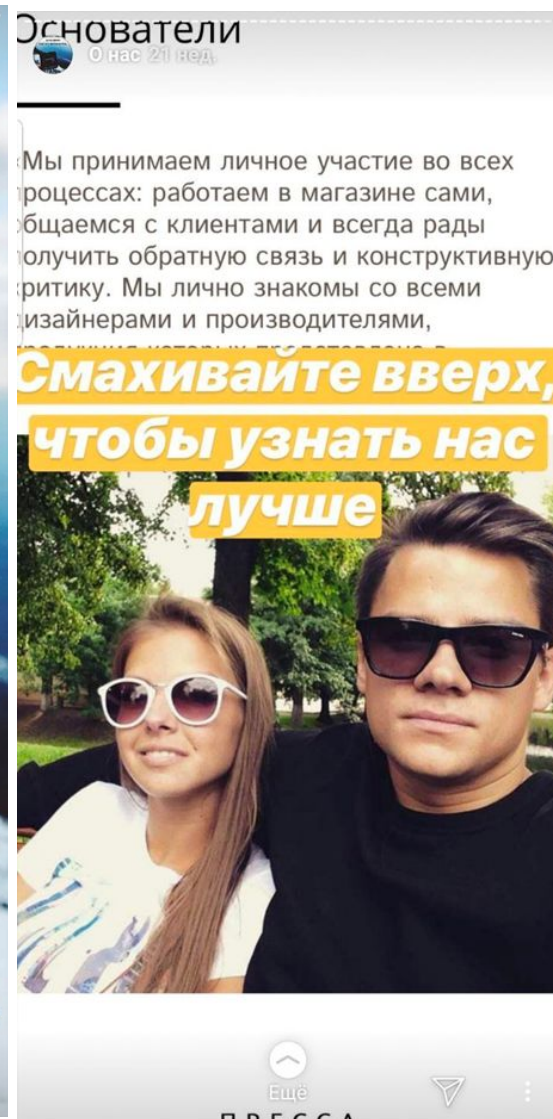 Основатели
О нас 21 нед.
«Мы принимаем личное участие во всех
процессах: работаем в магазине сами,
общаемся с клиентами и всегда рады
получить обратную связь и конструктивную
критику. Мы лично знакомы со всеми
дизайнерами и производителями,
Смахивайте вверх,
чтобы узнать нас
лучше
Ещё
ПРЕССА